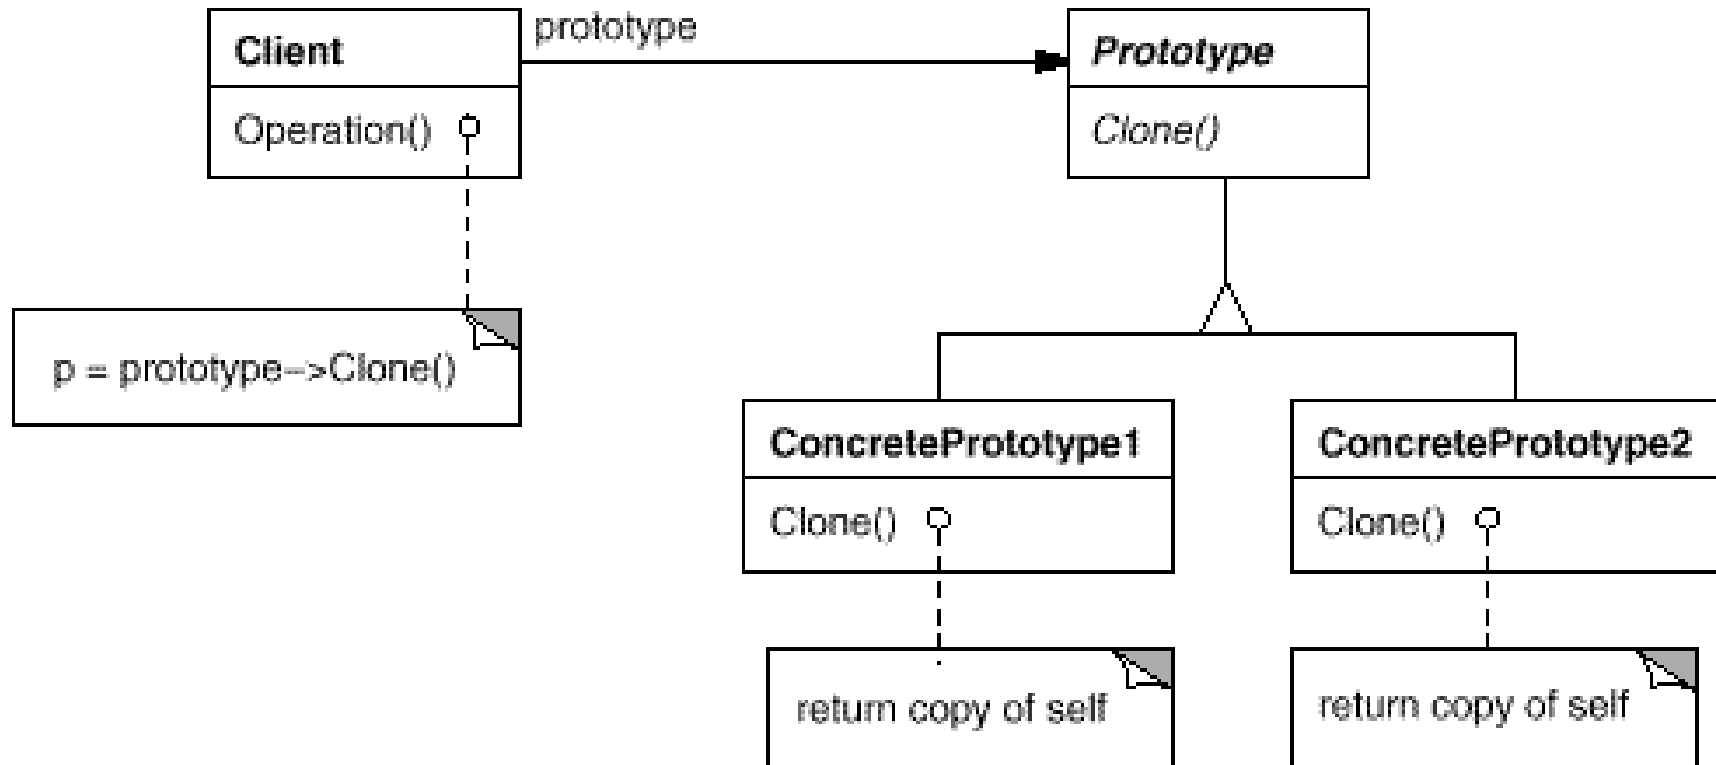 Client
prototype
Prototype
Operation()
Clone()
p = prototype–>Clone()
ConcretePrototype1
ConcretePrototype2
Clone()
Clone()
return copy of self
return copy of self